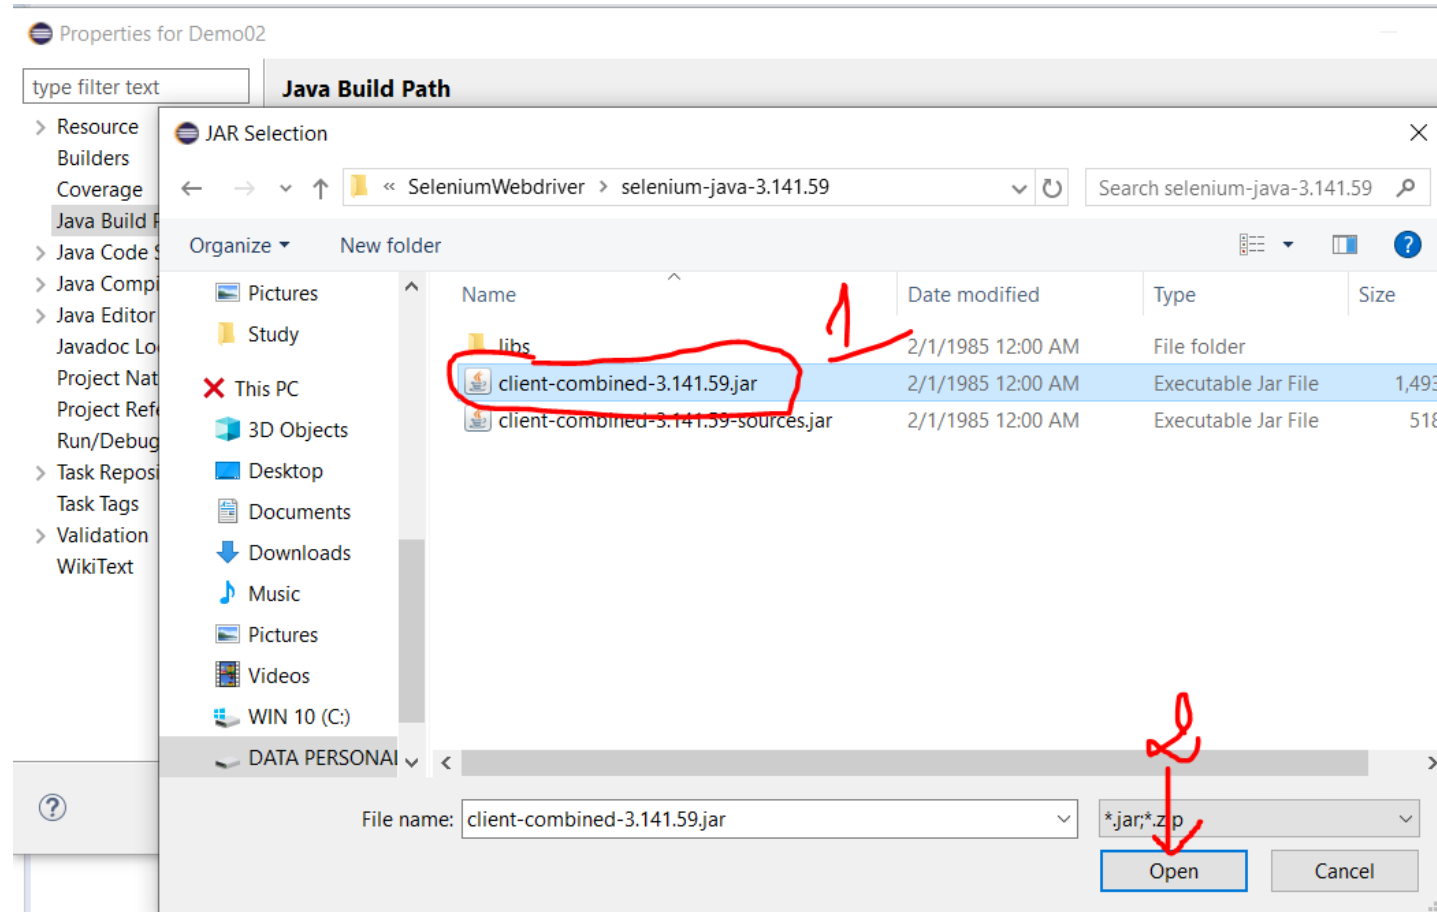 Properties for Demo02
type filter text
Java Build Path
Resource
Builders
Coverage
Java Build
Java Code
Java Compi
Java Editor
Javadoc Lo
Project Nat
Project Refe
Run/Debug
Task Reposi
Task Tags
Validation
WikiText
JAR Selection
« SeleniumWebdriver > selenium-java-3.141.59
Search selenium-java-3.141.59
Organize
New folder
Pictures
Study
This PC
3D Objects
Desktop
Documents
Downloads
Music
Pictures
Videos
WIN 10 (C:)
DATA PERSONAL
Name Date modified Type Size
libs 2/1/1985 12:00 AM File folder
client-combined-3.141.59.jar 2/1/1985 12:00 AM Executable Jar File 1,493
client-combined-3.141.59-sources.jar 2/1/1985 12:00 AM Executable Jar File 518
1
2
File name: client-combined-3.141.59.jar
*.jar;*.zip
Open Cancel